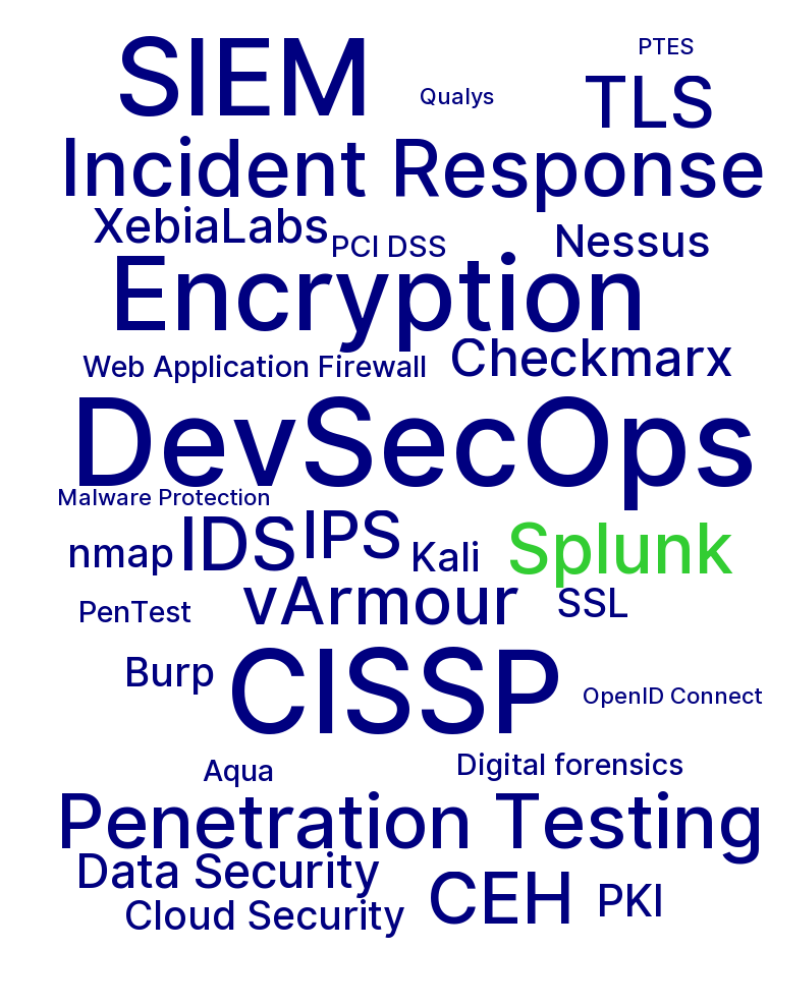 SIEM
PTES
Qualys
TLS
Incident Response
XebiaLabs
PCI DSS
Nessus
Encryption
Web Application Firewall
Checkmarx
DevSecOps
Malware Protection
nmap
IDS
IPS
Kali
Splunk
PenTest
vArmour
SSL
Burp
CISSP
OpenID Connect
Aqua
Digital forensics
Penetration Testing
Data Security
Cloud Security
CEH
PKI